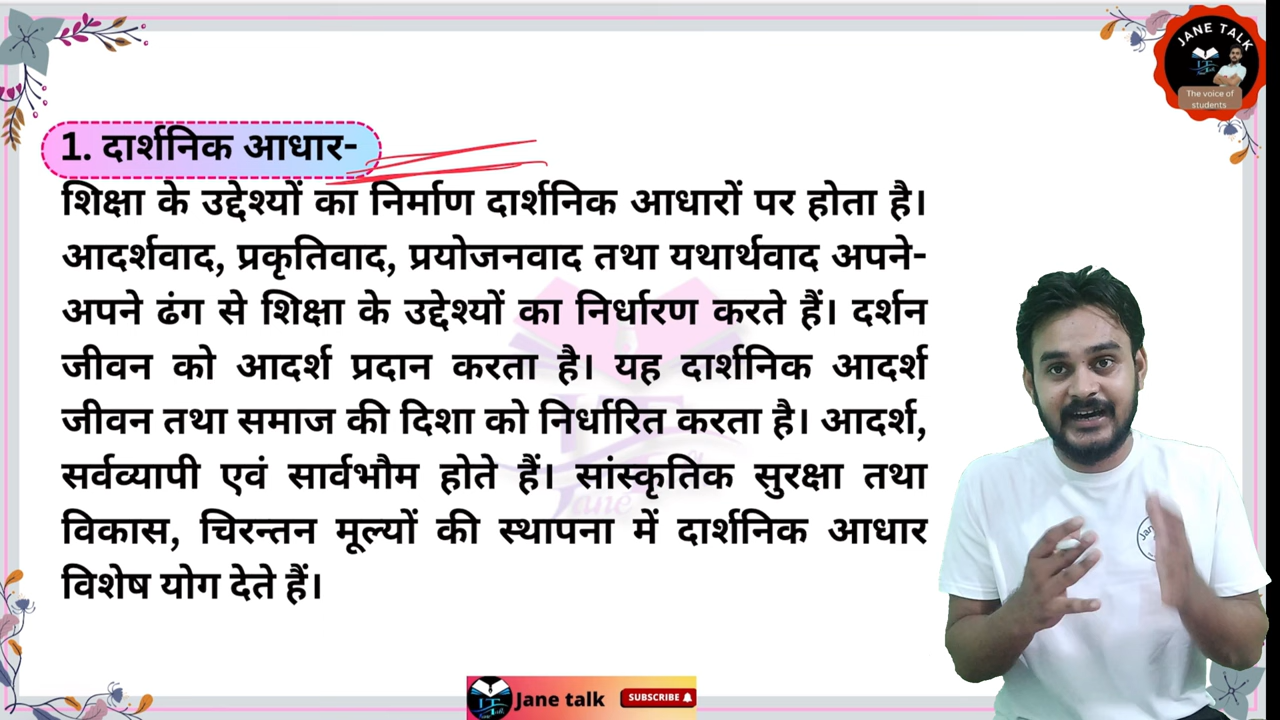 JANE TALK
The voice of
students
1. दार्शनिक आधार-
शिक्षा के उद्देश्यों का निर्माण दार्शनिक आधारों पर होता है।
आदर्शवाद, प्रकृतिवाद, प्रयोजनवाद तथा यथार्थवाद अपने-
अपने ढंग से शिक्षा के उद्देश्यों का निर्धारण करते हैं। दर्शन
जीवन को आदर्श प्रदान करता है। यह दार्शनिक आदर्श
जीवन तथा समाज की दिशा को निर्धारित करता है। आदर्श,
सर्वव्यापी एवं सार्वभौम होते हैं। सांस्कृतिक सुरक्षा तथा
विकास, चिरन्तन मूल्यों की स्थापना में दार्शनिक आधार
विशेष योग देते हैं।
Jane talk
SUBSCRIBE